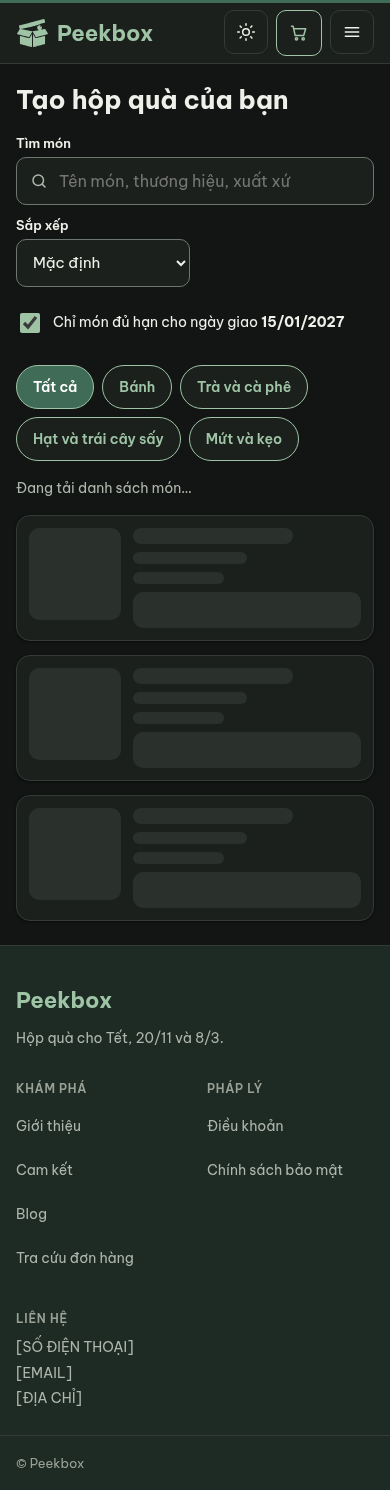 Peekbox
Tạo hộp quà của bạn
Tìm món
Tên món, thương hiệu, xuất xứ
Sắp xếp
Mặc định
Chỉ món đủ hạn cho ngày giao 15/01/2027
Tất cả
Bánh
Trà và cà phê
Hạt và trái cây sấy
Mứt và kẹo
Đang tải danh sách món…
Peekbox
Hộp quà cho Tết, 20/11 và 8/3.
KHÁM PHÁ
Giới thiệu
Cam kết
Blog
Tra cứu đơn hàng
PHÁP LÝ
Điều khoản
Chính sách bảo mật
LIÊN HỆ
[SỐ ĐIỆN THOẠI]
[EMAIL]
[ĐỊA CHỈ]
© Peekbox